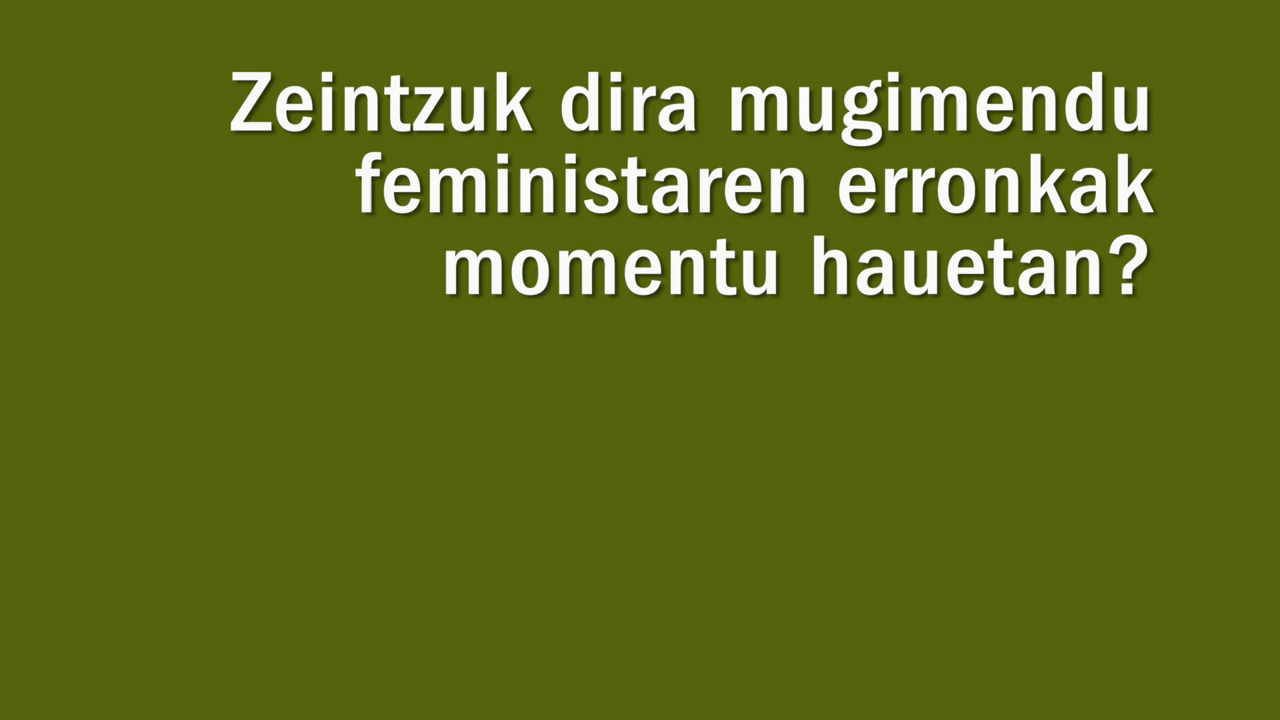 Zeintzuk dira mugimendu
feministaren erronkak
momentu hauetan?